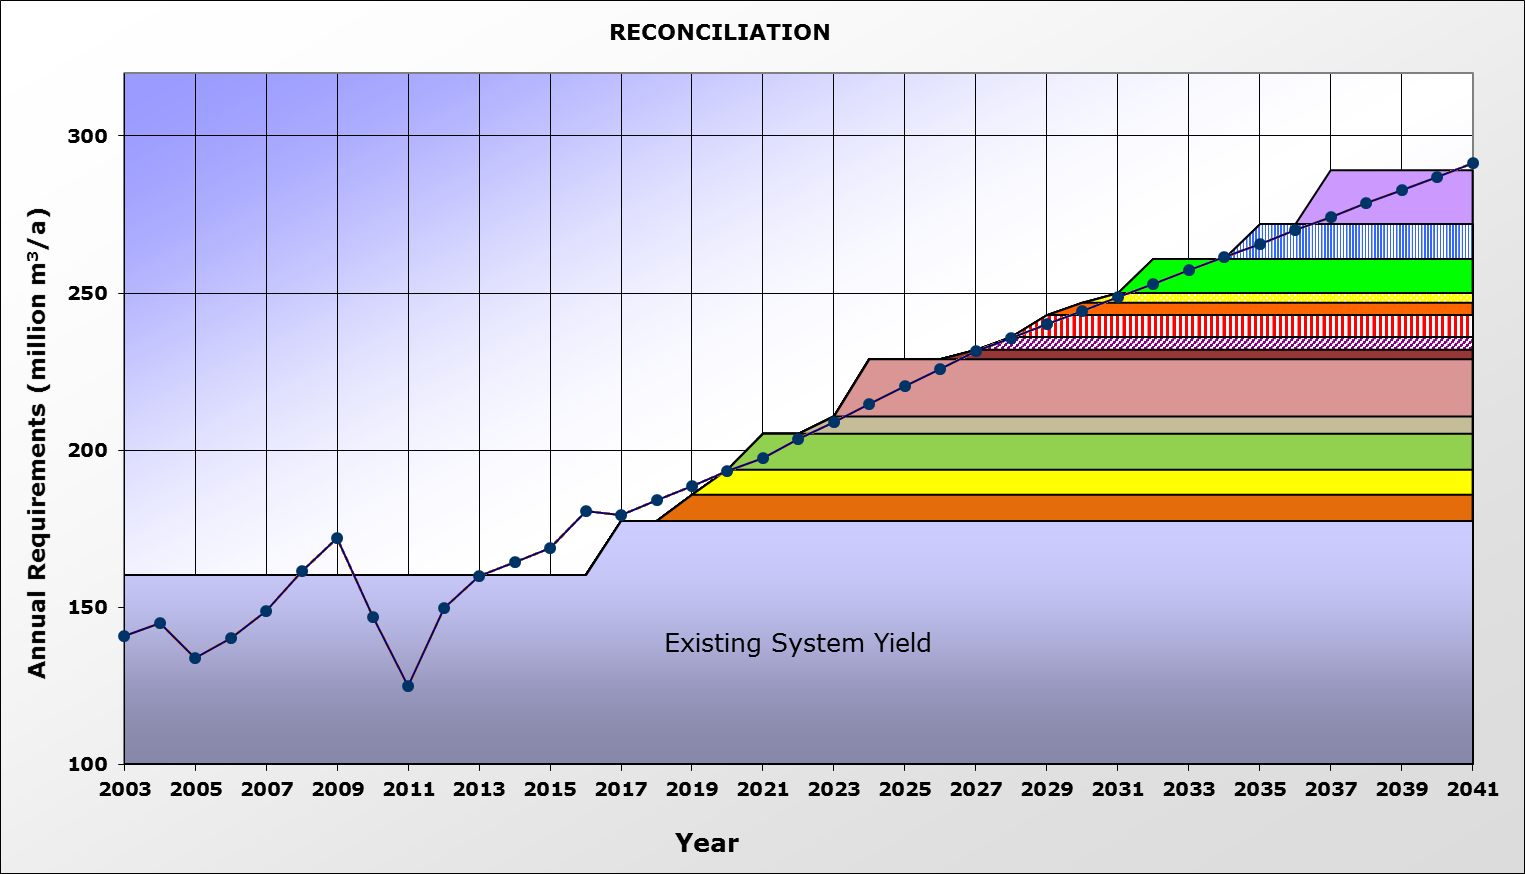 RECONCILIATION
Annual Requirements (million m³/a)
300
250
200
150
100
Existing System Yield
2003 2005 2007 2009 2011 2013 2015 2017 2019 2021 2023 2025 2027 2029 2031 2033 2035 2037 2039 2041
Year